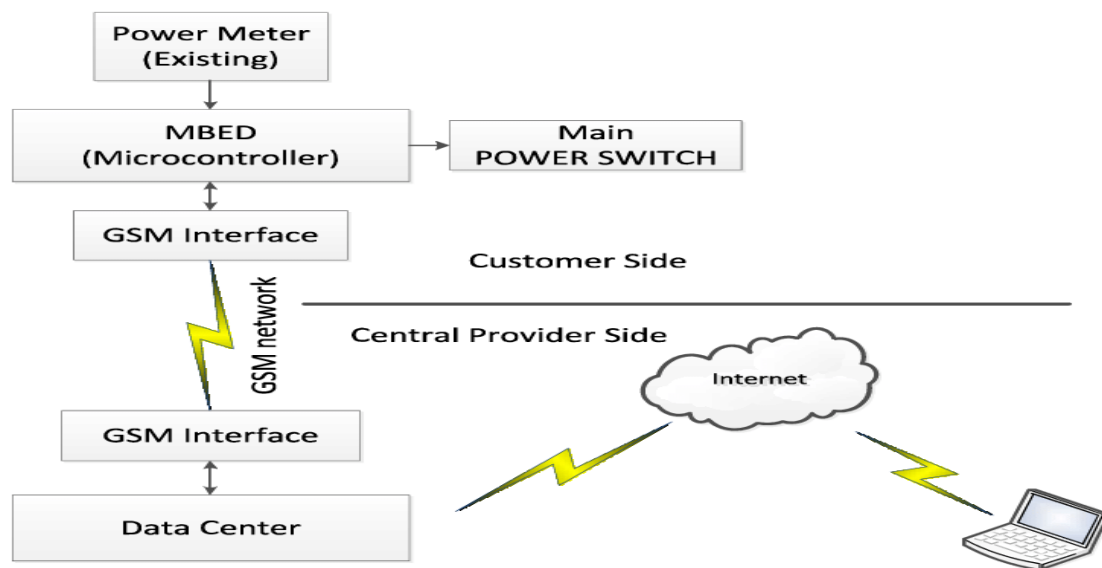 Power Meter
(Existing)
MBED
(Microcontroller)
Main
POWER SWITCH
GSM Interface
Customer Side
GSM network
Central Provider Side
Internet
GSM Interface
Data Center